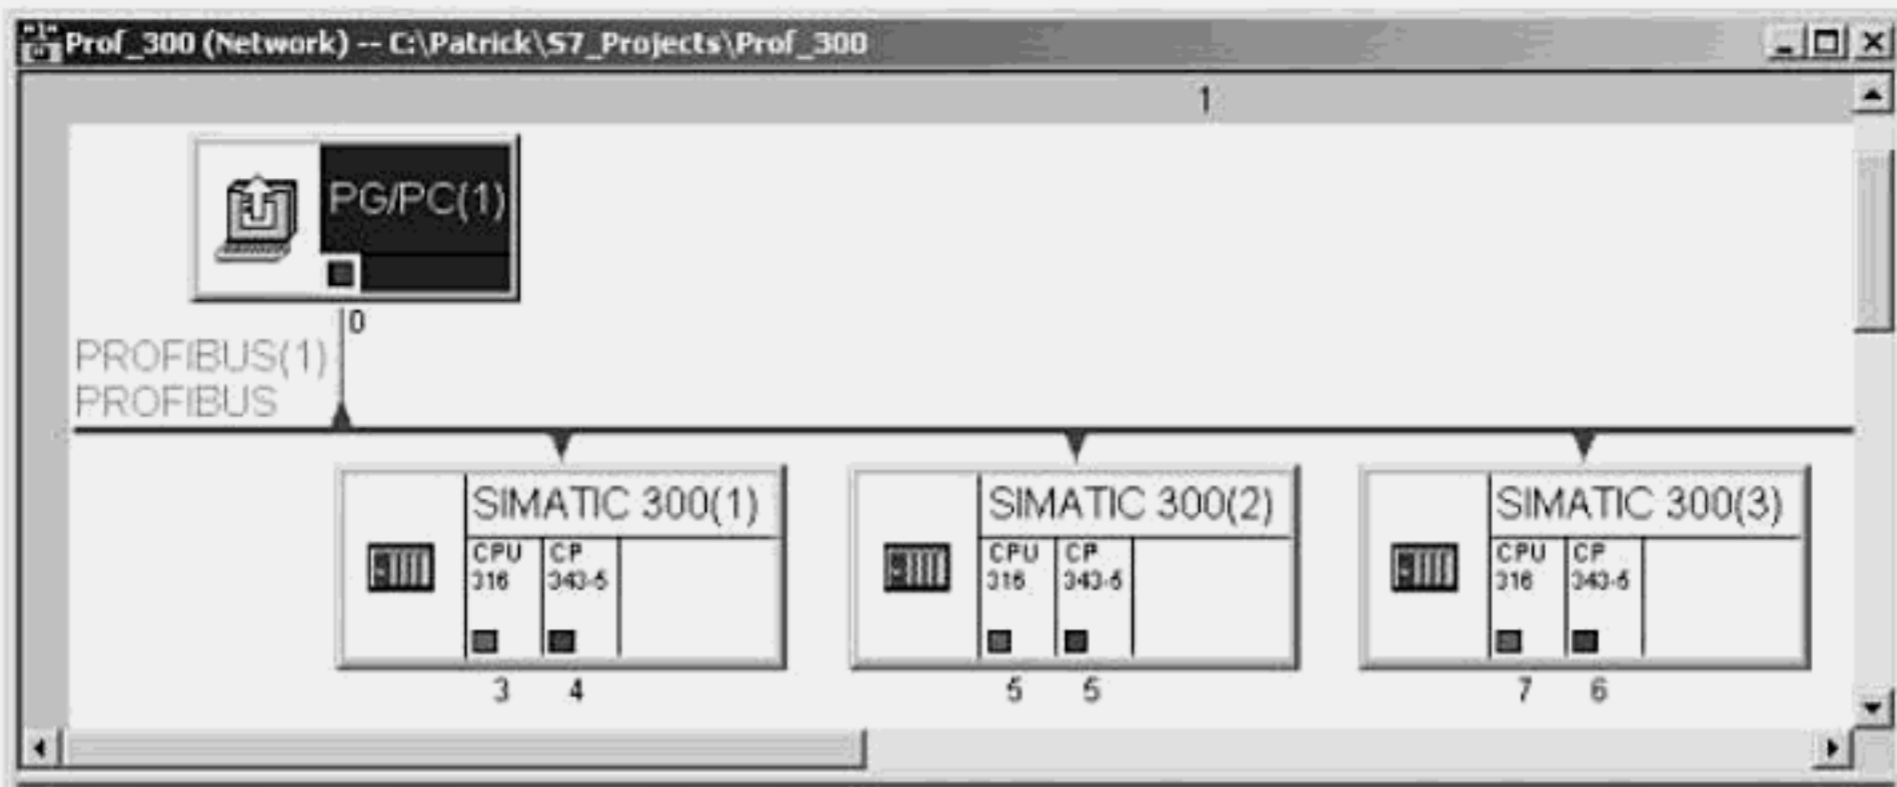 Prof_300 (Network) -- C:\Patrick\S7_Projects\Prof_300
1
PG/PC(1)
0
PROFIBUS(1)
PROFIBUS
SIMATIC 300(1)
CPU 316
CP 343-5
3 4
SIMATIC 300(2)
CPU 316
CP 343-5
5 5
SIMATIC 300(3)
CPU 316
CP 343-5
7 6